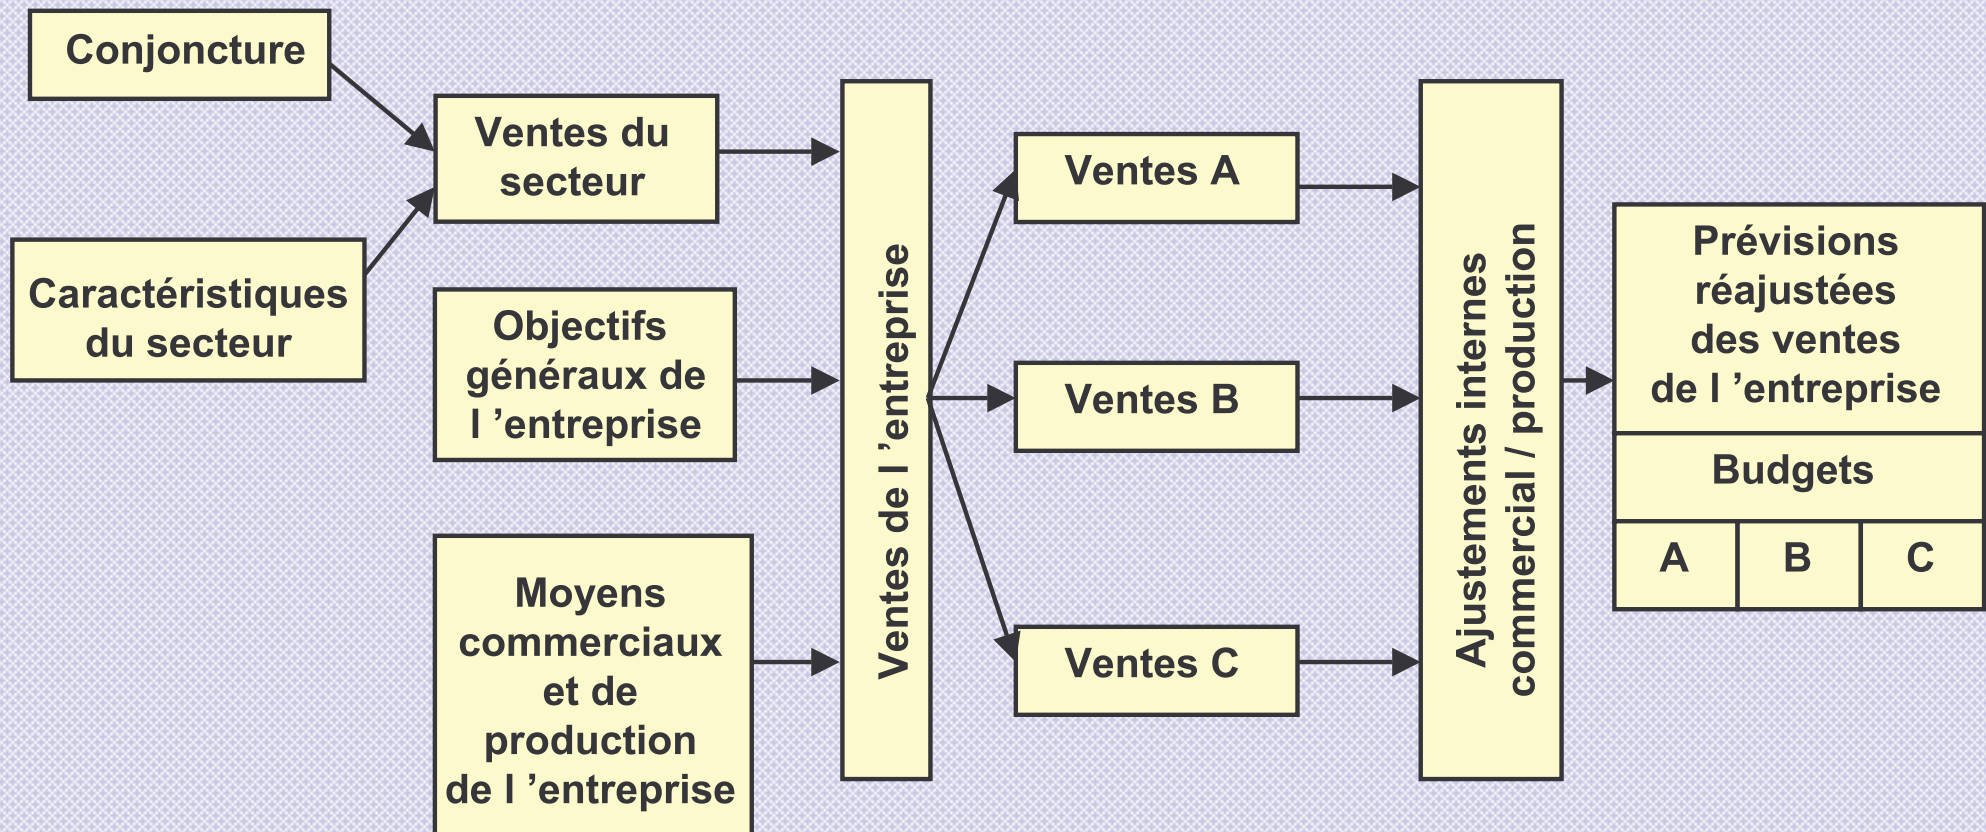 Conjoncture
Caractéristiques
du secteur
Ventes du
secteur
Objectifs
généraux de
l ’entreprise
Moyens
commerciaux
et de
production
de l ’entreprise
Ventes de l ’entreprise
Ventes A
Ventes B
Ventes C
Ajustements internes
commercial / production
Prévisions
réajustées
des ventes
de l ’entreprise
Budgets
A
B
C